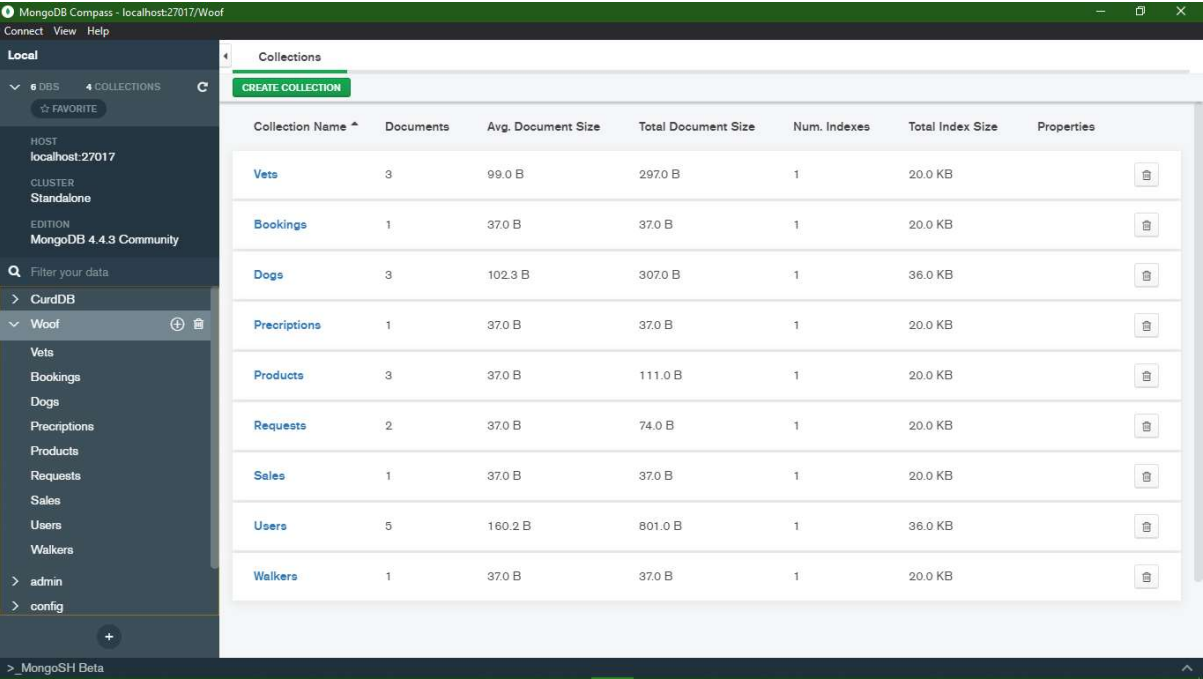 MongoDB Compass - localhost:27017/Woof
Connect View Help
Local
6 DBS 4 COLLECTIONS
FAVORITE
HOST
localhost:27017
CLUSTER
Standalone
EDITION
MongoDB 4.4.3 Community
Filter your data
CurdDB
Woof
Vets
Bookings
Dogs
Precriptions
Products
Requests
Sales
Users
Walkers
admin
config
Collections
CREATE COLLECTION
Collection Name Documents Avg. Document Size Total Document Size Num. Indexes Total Index Size Properties
Vets 3 99.0 B 297.0 B 1 20.0 KB
Bookings 1 37.0 B 37.0 B 1 20.0 KB
Dogs 3 102.3 B 307.0 B 1 36.0 KB
Precriptions 1 37.0 B 37.0 B 1 20.0 KB
Products 3 37.0 B 111.0 B 1 20.0 KB
Requests 2 37.0 B 74.0 B 1 20.0 KB
Sales 1 37.0 B 37.0 B 1 20.0 KB
Users 5 160.2 B 801.0 B 1 36.0 KB
Walkers 1 37.0 B 37.0 B 1 20.0 KB
>_MongoSH Beta